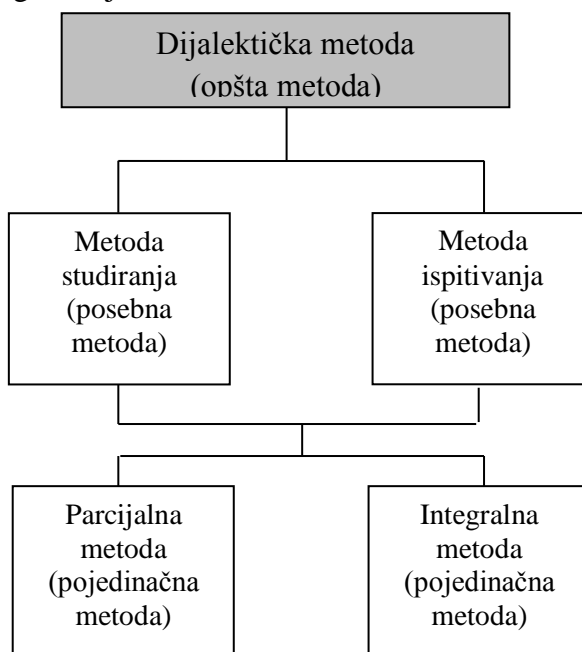 Dijalektička metoda
(opšta metoda)
Metoda
studiranja
(posebna
metoda)
Metoda
ispitivanja
(posebna
metoda)
Parcijalna
metoda
(pojedinačna
metoda)
Integralna
metoda
(pojedinačna
metoda)